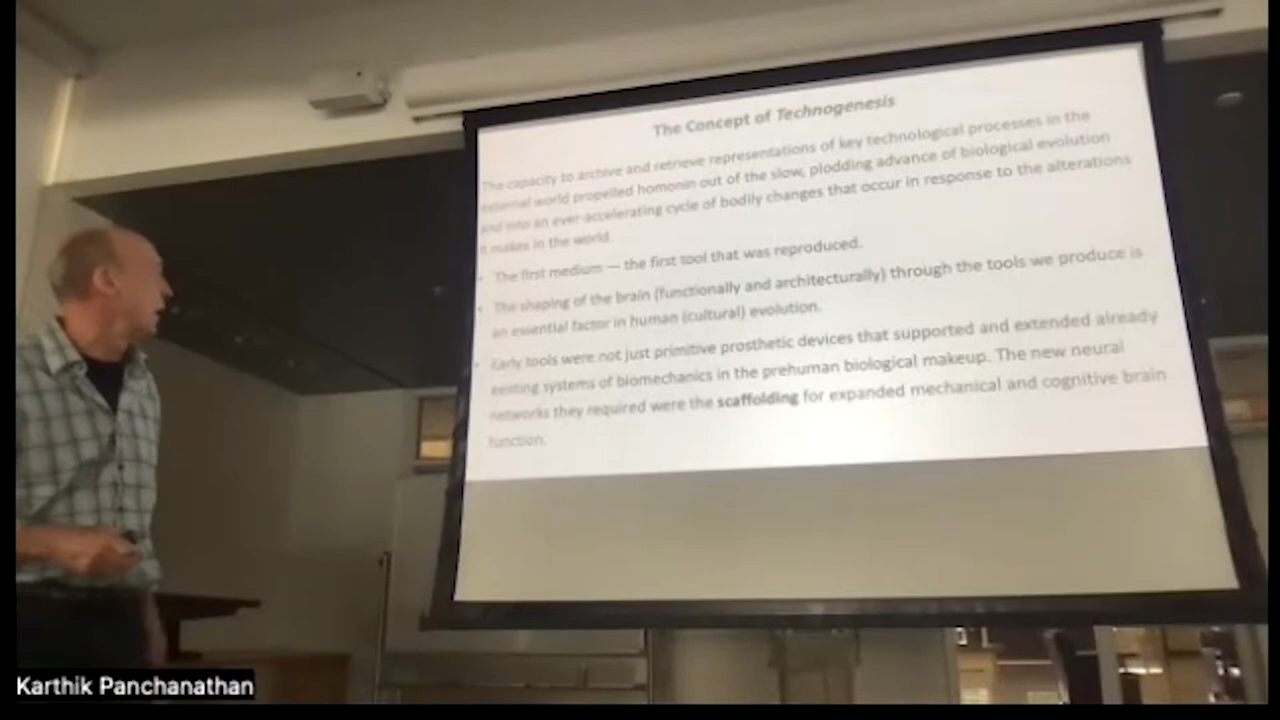 The Concept of Technogenesis
The capacity to archive and retrieve representations of key technological processes in the
external world propelled hominin out of the slow, plodding advance of biological evolution
and into an ever-accelerating cycle of bodily changes that occur in response to the alterations
it makes in the world.
• The first medium — the first tool that was reproduced.
• The shaping of the brain (functionally and architecturally) through the tools we produce is
an essential factor in human (cultural) evolution.
• Early tools were not just primitive prosthetic devices that supported and extended already
existing systems of biomechanics in the prehuman biological makeup. The new neural
networks they required were the scaffolding for expanded mechanical and cognitive brain
function.
Karthik Panchanathan